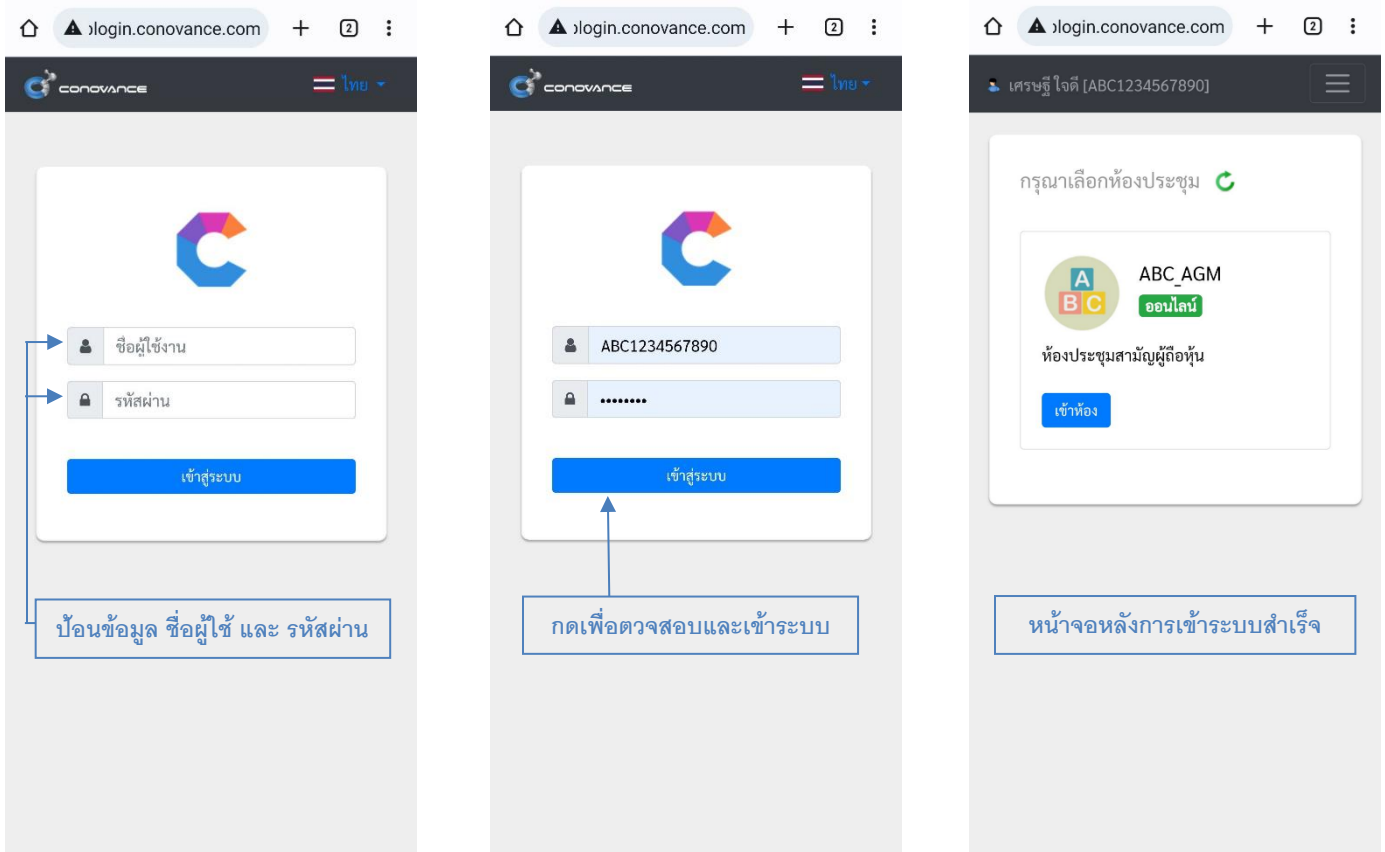 login.conovance.com
2
CONOVANCE
ไทย
ชื่อผู้ใช้งาน
รหัสผ่าน
เข้าสู่ระบบ
ป้อนข้อมูล ชื่อผู้ใช้ และ รหัสผ่าน
login.conovance.com
2
CONOVANCE
ไทย
ABC1234567890
••••••••
เข้าสู่ระบบ
กดเพื่อตวจสอบและเข้าระบบ
login.conovance.com
2
เศรษฐี ใจดี [ABC1234567890]
กรุณาเลือกห้องประชุม
A
B C
ABC_AGM
ออนไลน์
ห้องประชุมสามัญผู้ถือหุ้น
เข้าห้อง
หน้าจอหลังการเข้าระบบสำเร็จ